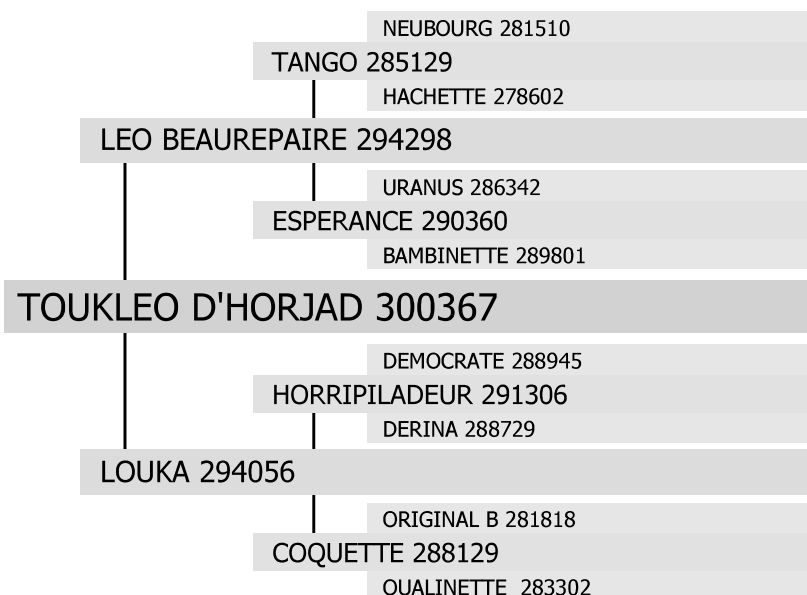 NEUBOURG 281510
TANGO 285129
HACHETTE 278602
LEO BEAUREPAIRE 294298
URANUS 286342
ESPERANCE 290360
BAMBINETTE 289801
TOUKLEO D'HORJAD 300367
DEMOCRATE 288945
HORRIPILADEUR 291306
DERINA 288729
LOUKA 294056
ORIGINAL B 281818
COQUETTE 288129
QUALINETTE 283302